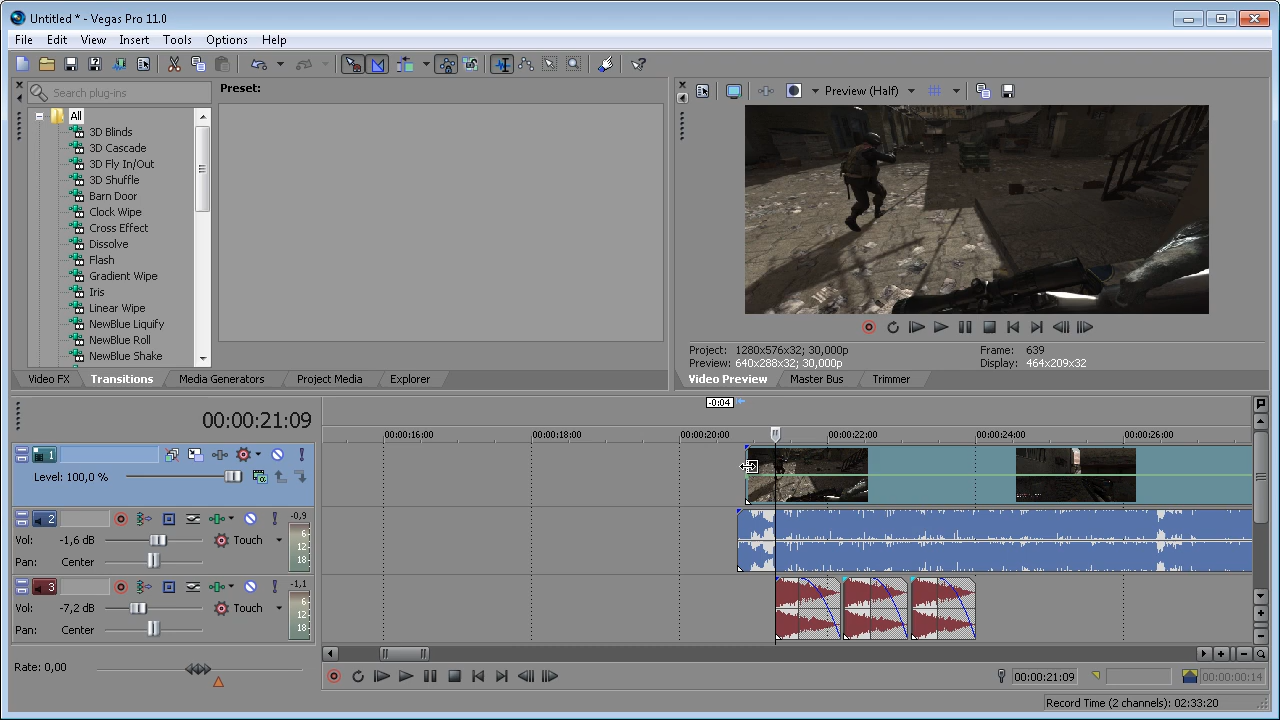 Untitled * - Vegas Pro 11.0
File Edit View Insert Tools Options Help
Search plug-ins
Preset:
Preview (Half)
All
3D Blinds
3D Cascade
3D Fly In/Out
3D Shuffle
Barn Door
Clock Wipe
Cross Effect
Dissolve
Flash
Gradient Wipe
Iris
Linear Wipe
NewBlue Liquify
NewBlue Roll
NewBlue Shake
Project: 1280x576x32; 30,000p Frame: 639
Preview: 640x288x32; 30,000p Display: 464x209x32
Video FX Transitions Media Generators Project Media Explorer
Video Preview Master Bus Trimmer
-0:04
00:00:21:09
00:00:16:00 00:00:18:00 00:00:20:00 00:00:22:00 00:00:24:00 00:00:26:00
1
Level: 100,0 %
2 -0,9
Vol: -1,6 dB Touch 6
12
Pan: Center 18
3 -1,1
Vol: -7,2 dB Touch 6
12
Pan: Center 18
Rate: 0,00
00:00:21:09 00:00:00:14
Record Time (2 channels): 02:33:20